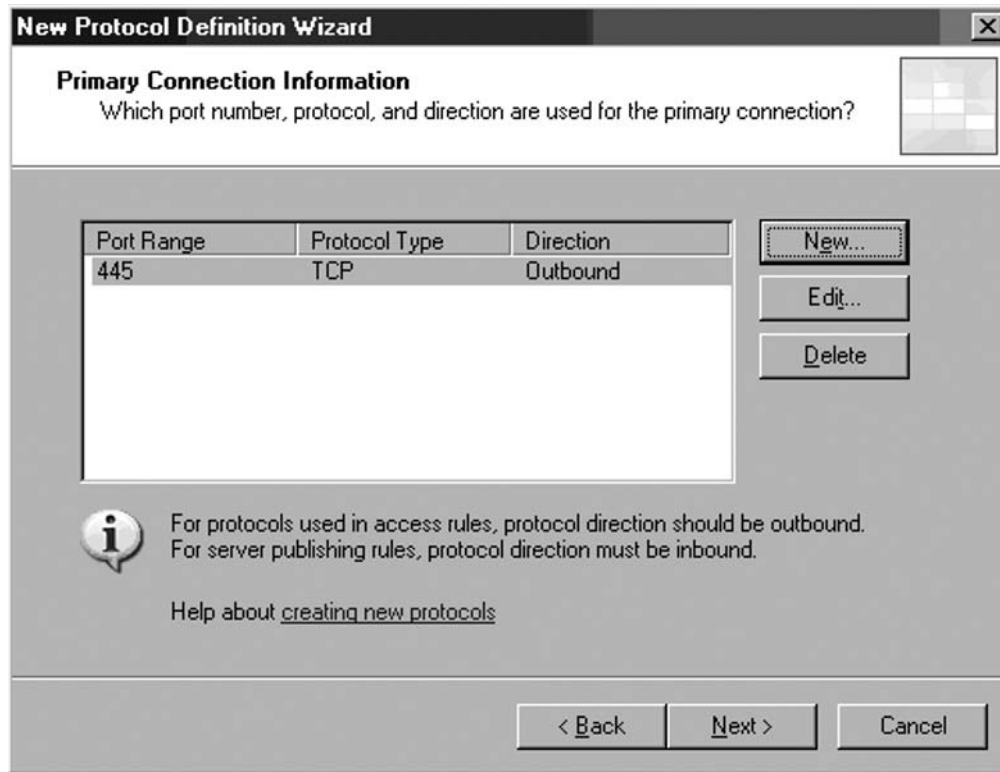 New Protocol Definition Wizard
Primary Connection Information
Which port number, protocol, and direction are used for the primary connection?
Port Range Protocol Type Direction New...
445 TCP Outbound
Edit...
Delete
For protocols used in access rules, protocol direction should be outbound.
For server publishing rules, protocol direction must be inbound.
Help about creating new protocols
< Back Next > Cancel